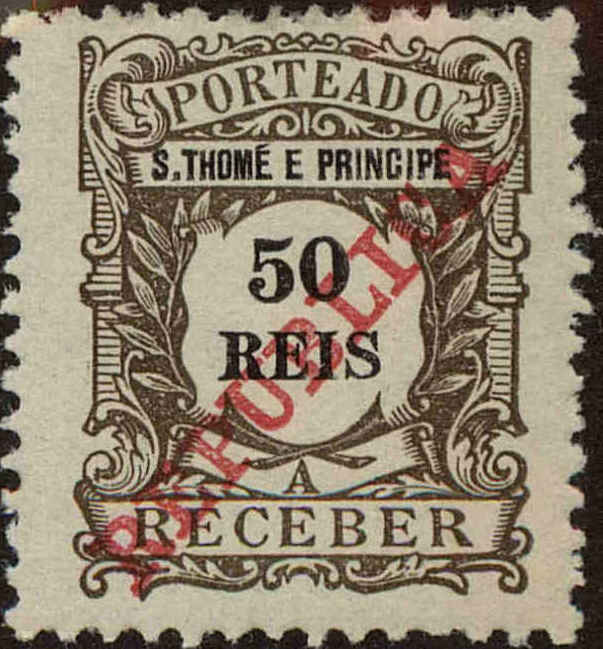 PORTEADO
S. THOMÉ E PRINCIPE
50
REIS
REPUBLICA
A
RECEBER